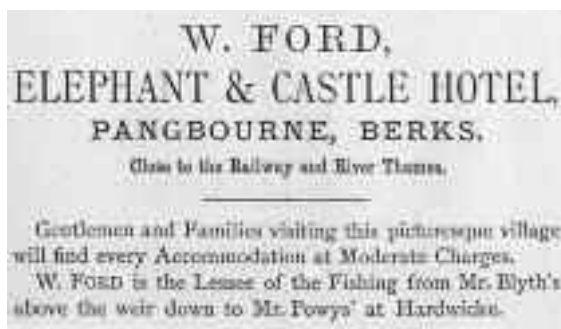 W. FORD,
ELEPHANT & CASTLE HOTEL,
PANGBOURNE, BERKS.
Close to the Railway and River Thames.
Gentlemen and Families visiting this picturesque village
will find every Accommodation at Moderate Charges.
W. FORD is the Lessee of the Fishing from Mr. Blyth's
above the weir down to Mr. Powys' at Hardwicke.